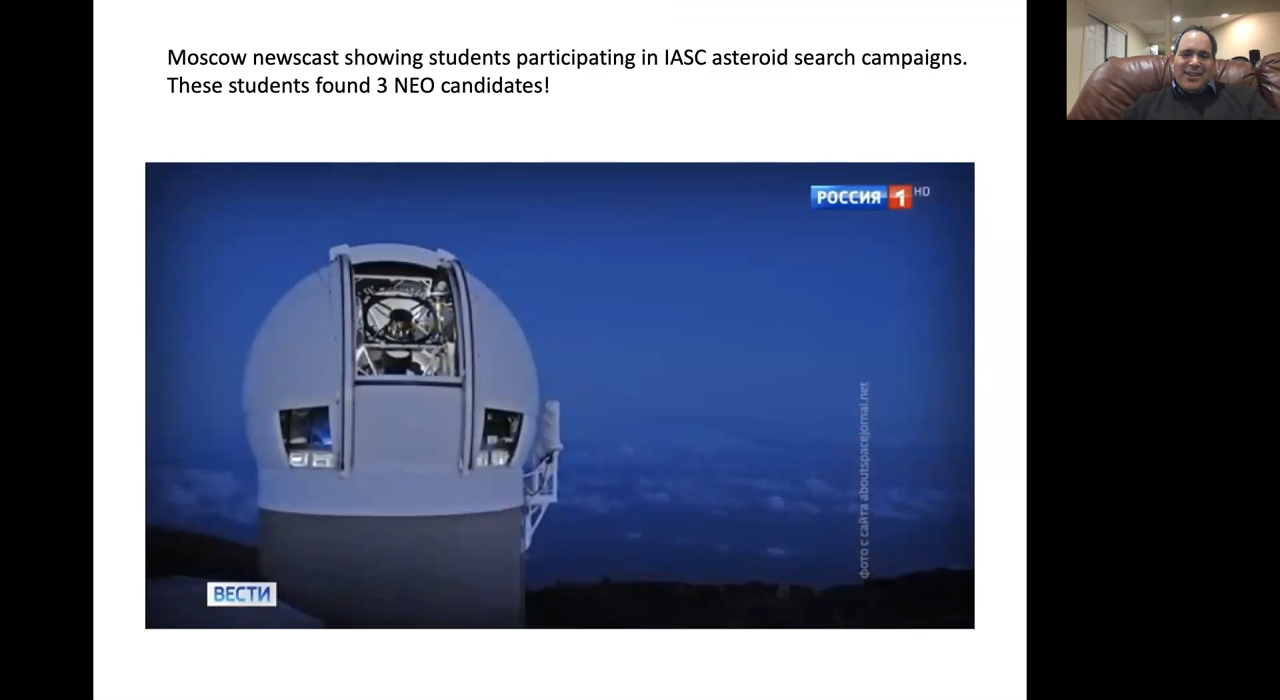 Moscow newscast showing students participating in IASC asteroid search campaigns.
These students found 3 NEO candidates!
РОССИЯ 1 HD
фото с сайта aboutspacejornal.net
ВЕСТИ